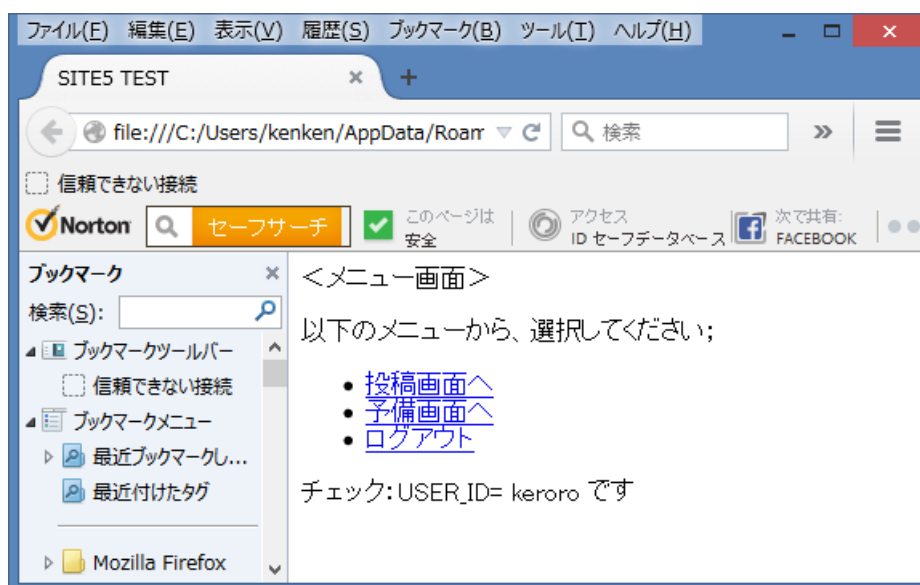 ファイル(F) 編集(E) 表示(V) 履歴(S) ブックマーク(B) ツール(T) ヘルプ(H)
SITE5 TEST
file:///C:/Users/kenken/AppData/Roam
検索
信頼できない接続
Norton セーフサーチ このページは 安全 アクセス ID セーフデータベース 次で共有: FACEBOOK
ブックマーク
検索(S):
ブックマークツールバー
信頼できない接続
ブックマークメニュー
最近ブックマークし...
最近付けたタグ
Mozilla Firefox
＜メニュー画面＞
以下のメニューから、選択してください；
投稿画面へ
予備画面へ
ログアウト
チェック：USER_ID= keroro です